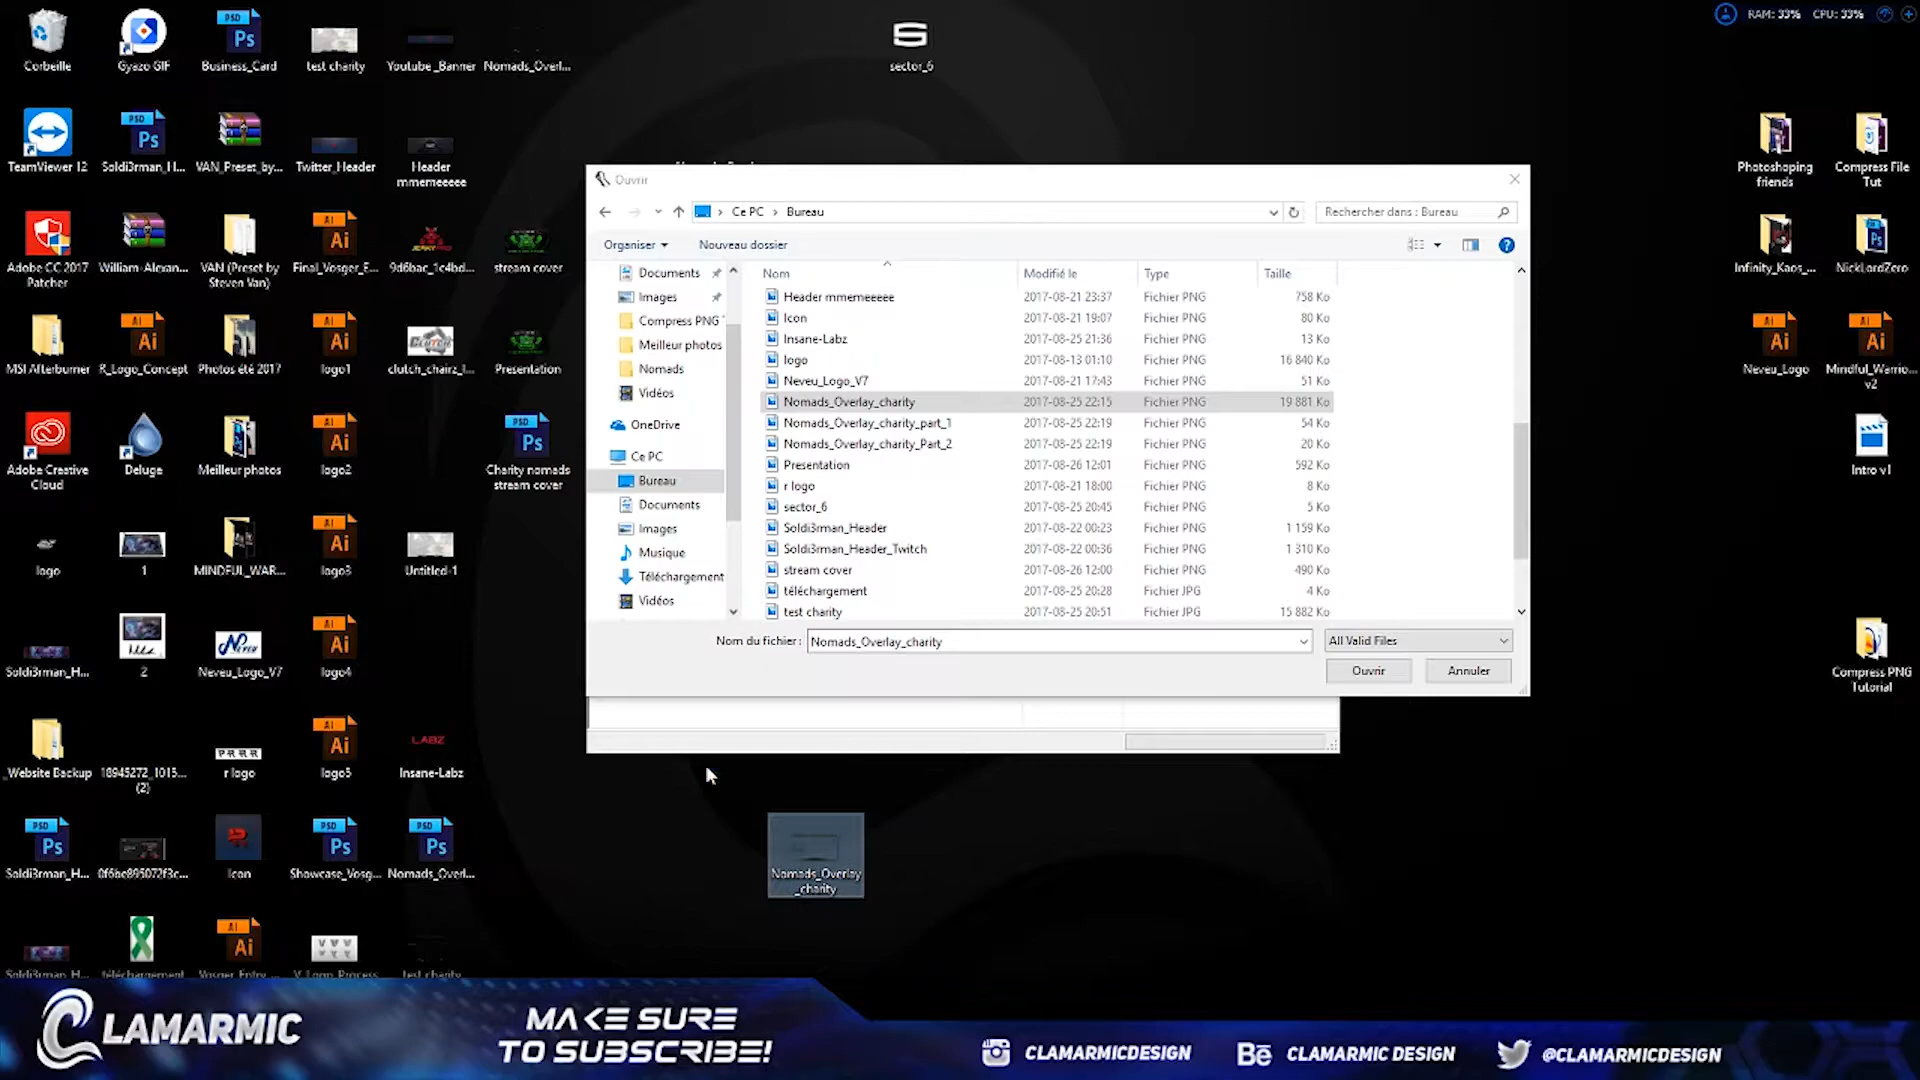 RAM: 33% CPU: 33%
Corbeille
Gyazo GIF
Business_Card
test charity
Youtube_Banner
Nomads_Overl...
sector_6
TeamViewer 12
Soldi3rman_H...
VAN_Preset_by...
Twitter_Header
Header
mmemeeeee
Photoshoping
friends
Compress File
Tut
Adobe CC 2017
Patcher
William-Alexan...
VAN (Preset by
Steven Van)
Final_Vosger_E...
9d6bac_1c4bd...
stream cover
Infinity_Kaos_...
NickLordZero
MSI Afterburner
R_Logo_Concept
Photos été 2017
logo1
clutch_chairz_l...
Presentation
Neveu_Logo
Mindful_Warrio...
v2
Adobe Creative
Cloud
Deluge
Meilleur photos
logo2
Charity nomads
stream cover
Intro v1
logo
1
MINDFUL_WAR...
logo3
Untitled-1
Soldi3rman_H...
2
Neveu_Logo_V7
logo4
Compress PNG
Tutorial
_Website Backup
18945272_1015...
(2)
r logo
logo5
LABZ
Insane-Labz
Soldi3rman_H...
0f6be895072f3c...
Icon
Showcase_Vosg...
Nomads_Overl...
Nomads_Overlay
_charity
Soldi3rman_H...
téléchargement
Vosger_Entry_...
V_Logo_Process
test charity
Ouvrir
Ce PC > Bureau
Rechercher dans : Bureau
Organiser
Nouveau dossier
Documents
Images
Compress PNG
Meilleur photos
Nomads
Vidéos
OneDrive
Ce PC
Bureau
Documents
Images
Musique
Téléchargement
Vidéos
Nom Modifié le Type Taille
Header mmemeeeee 2017-08-21 23:37 Fichier PNG 758 Ko
Icon 2017-08-21 19:07 Fichier PNG 80 Ko
Insane-Labz 2017-08-25 21:36 Fichier PNG 13 Ko
logo 2017-08-13 01:10 Fichier PNG 16 840 Ko
Neveu_Logo_V7 2017-08-21 17:43 Fichier PNG 51 Ko
Nomads_Overlay_charity 2017-08-25 22:15 Fichier PNG 19 881 Ko
Nomads_Overlay_charity_part_1 2017-08-25 22:19 Fichier PNG 54 Ko
Nomads_Overlay_charity_Part_2 2017-08-25 22:19 Fichier PNG 20 Ko
Presentation 2017-08-26 12:01 Fichier PNG 592 Ko
r logo 2017-08-21 18:00 Fichier PNG 8 Ko
sector_6 2017-08-25 20:45 Fichier PNG 5 Ko
Soldi3rman_Header 2017-08-22 00:23 Fichier PNG 1 159 Ko
Soldi3rman_Header_Twitch 2017-08-22 00:36 Fichier PNG 1 310 Ko
stream cover 2017-08-26 12:00 Fichier PNG 490 Ko
téléchargement 2017-08-25 20:28 Fichier JPG 4 Ko
test charity 2017-08-25 20:51 Fichier JPG 15 882 Ko
Nom du fichier : Nomads_Overlay_charity All Valid Files
Ouvrir Annuler
CLAMARMIC
MAKE SURE
TO SUBSCRIBE!
CLAMARMICDESIGN
Bē CLAMARMIC DESIGN
@CLAMARMICDESIGN